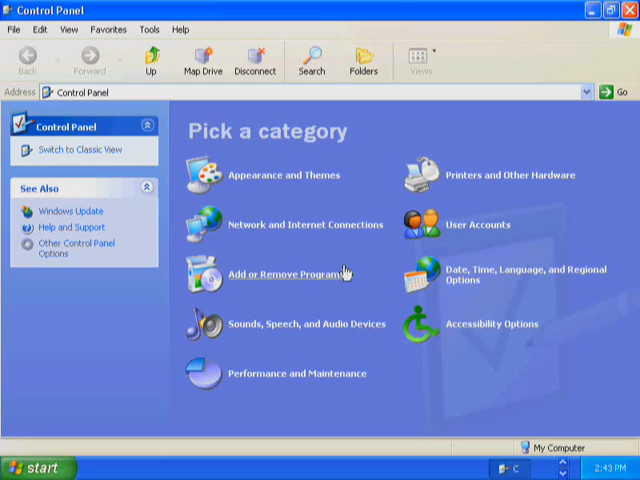 Control Panel
File Edit View Favorites Tools Help
Back Forward Up Map Drive Disconnect Search Folders Views
Address Control Panel Go
Control Panel
Switch to Classic View
See Also
Windows Update
Help and Support
Other Control Panel
Options
Pick a category
Appearance and Themes
Printers and Other Hardware
Network and Internet Connections
User Accounts
Add or Remove Programs
Date, Time, Language, and Regional
Options
Sounds, Speech, and Audio Devices
Accessibility Options
Performance and Maintenance
My Computer
start C 2:43 PM